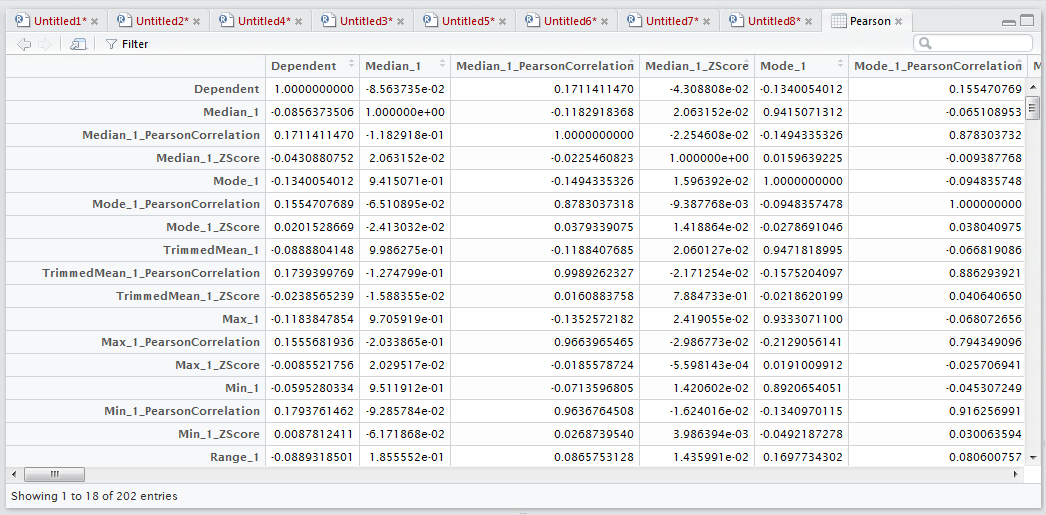 Untitled1* Untitled2* Untitled4* Untitled3* Untitled5* Untitled6* Untitled7* Untitled8* Pearson
Filter
Dependent Median_1 Median_1_PearsonCorrelation Median_1_ZScore Mode_1 Mode_1_PearsonCorrelation M
Dependent 1.0000000000 -8.563735e-02 0.1711411470 -4.308808e-02 -0.1340054012 0.155470769
Median_1 -0.0856373506 1.000000e+00 -0.1182918368 2.063152e-02 0.9415071312 -0.065108953
Median_1_PearsonCorrelation 0.1711411470 -1.182918e-01 1.0000000000 -2.254608e-02 -0.1494335326 0.878303732
Median_1_ZScore -0.0430880752 2.063152e-02 -0.0225460823 1.000000e+00 0.0159639225 -0.009387768
Mode_1 -0.1340054012 9.415071e-01 -0.1494335326 1.596392e-02 1.0000000000 -0.094835748
Mode_1_PearsonCorrelation 0.1554707689 -6.510895e-02 0.8783037318 -9.387768e-03 -0.0948357478 1.000000000
Mode_1_ZScore 0.0201528669 -2.413032e-02 0.0379339075 1.418864e-02 -0.0278691046 0.038040975
TrimmedMean_1 -0.0888804148 9.986275e-01 -0.1188407685 2.060127e-02 0.9471818995 -0.066819086
TrimmedMean_1_PearsonCorrelation 0.1739399769 -1.274799e-01 0.9989262327 -2.171254e-02 -0.1575204097 0.886293921
TrimmedMean_1_ZScore -0.0238565239 -1.588355e-02 0.0160883758 7.884733e-01 -0.0218620199 0.040640650
Max_1 -0.1183847854 9.705919e-01 -0.1352572182 2.419055e-02 0.9333071100 -0.068072656
Max_1_PearsonCorrelation 0.1555681936 -2.033865e-01 0.9663965465 -2.986773e-02 -0.2129056141 0.794349096
Max_1_ZScore -0.0085521756 2.029517e-02 -0.0185578724 -5.598143e-04 0.0191009912 -0.025706941
Min_1 -0.0595280334 9.511912e-01 -0.0713596805 1.420602e-02 0.8920654051 -0.045307249
Min_1_PearsonCorrelation 0.1793761462 -9.285784e-02 0.9636764508 -1.624016e-02 -0.1340970115 0.916256991
Min_1_ZScore 0.0087812411 -6.171868e-02 0.0268739540 3.986394e-03 -0.0492187278 0.030063594
Range_1 -0.0889318501 1.855552e-01 0.0865753128 1.435991e-02 0.1697734302 0.080600757
Showing 1 to 18 of 202 entries